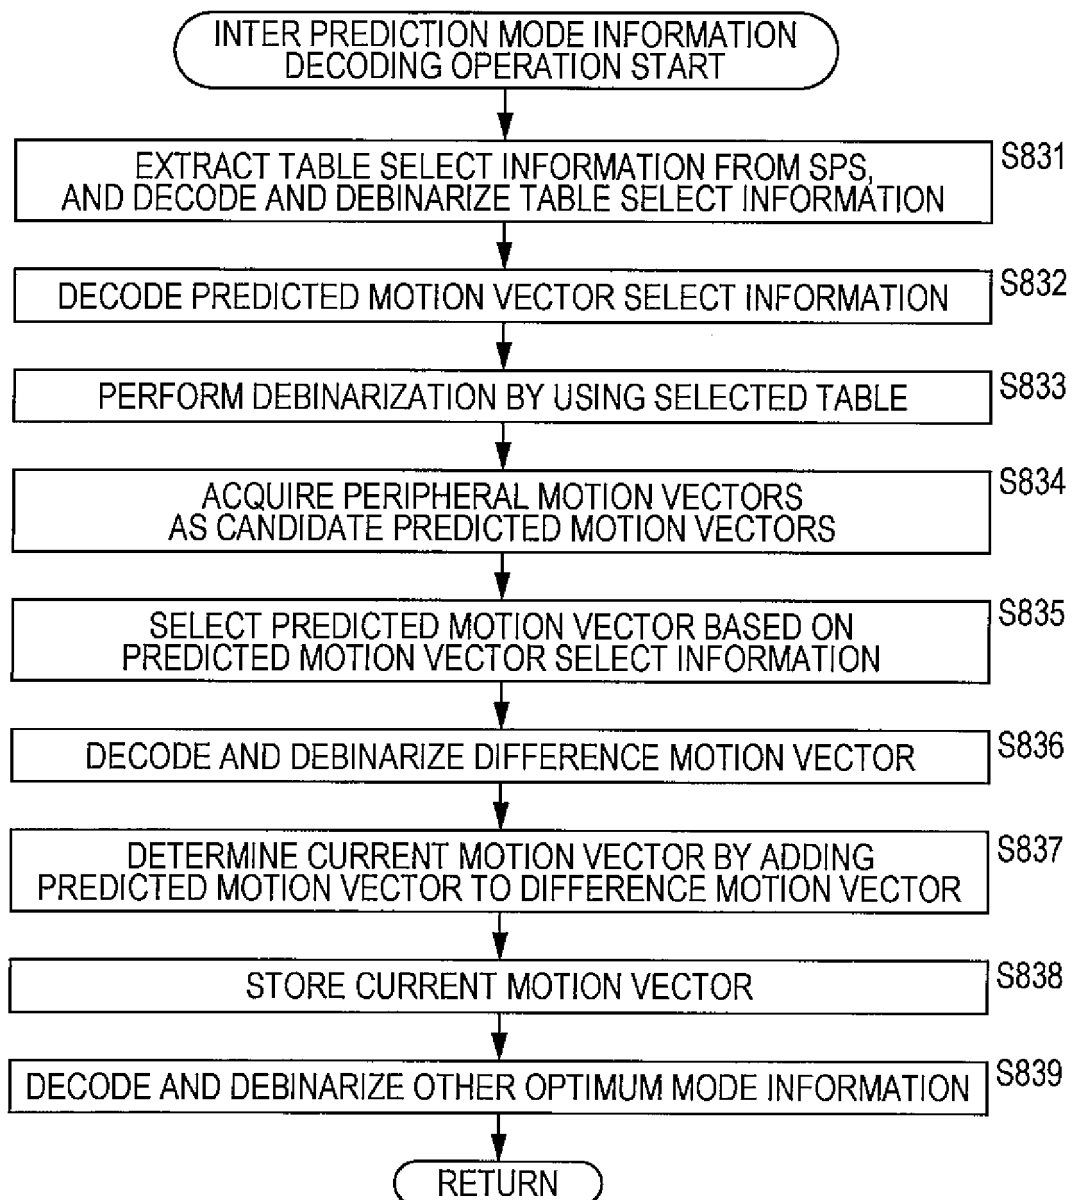 INTER PREDICTION MODE INFORMATION
DECODING OPERATION START
EXTRACT TABLE SELECT INFORMATION FROM SPS,
AND DECODE AND DEBINARIZE TABLE SELECT INFORMATION
S831
DECODE PREDICTED MOTION VECTOR SELECT INFORMATION
S832
PERFORM DEBINARIZATION BY USING SELECTED TABLE
S833
ACQUIRE PERIPHERAL MOTION VECTORS
AS CANDIDATE PREDICTED MOTION VECTORS
S834
SELECT PREDICTED MOTION VECTOR BASED ON
PREDICTED MOTION VECTOR SELECT INFORMATION
S835
DECODE AND DEBINARIZE DIFFERENCE MOTION VECTOR
S836
DETERMINE CURRENT MOTION VECTOR BY ADDING
PREDICTED MOTION VECTOR TO DIFFERENCE MOTION VECTOR
S837
STORE CURRENT MOTION VECTOR
S838
DECODE AND DEBINARIZE OTHER OPTIMUM MODE INFORMATION
S839
RETURN